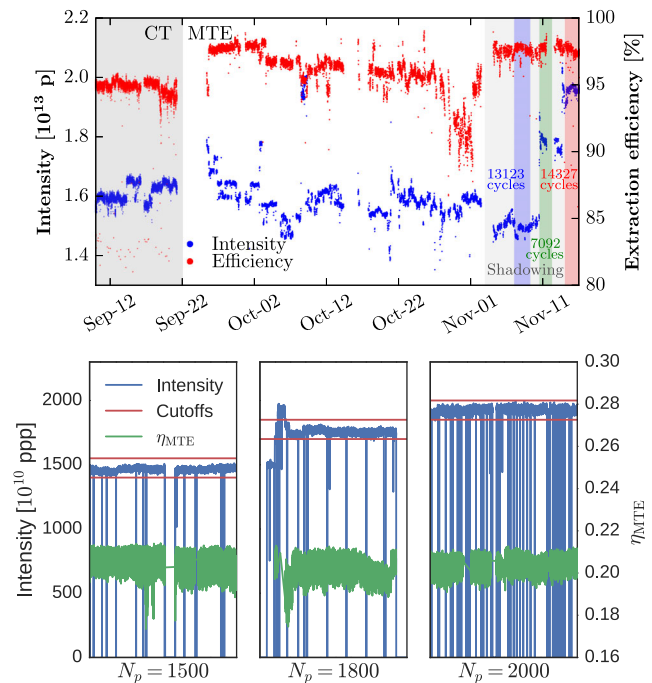 CT MTE
Intensity [10¹³ p]
2.2
2.0
1.8
1.6
1.4
Extraction efficiency [%]
100
95
90
85
80
13123
cycles
14327
cycles
7092
cycles
Shadowing
Intensity
Efficiency
Sep-12 Sep-22 Oct-02 Oct-12 Oct-22 Nov-01 Nov-11
Intensity [10¹⁰ ppp]
2000
1500
1000
500
0
Intensity
Cutoffs
η_MTE
0.30
0.28
0.26
0.24
0.22
0.20
0.18
0.16
η_MTE
N_p = 1500 N_p = 1800 N_p = 2000